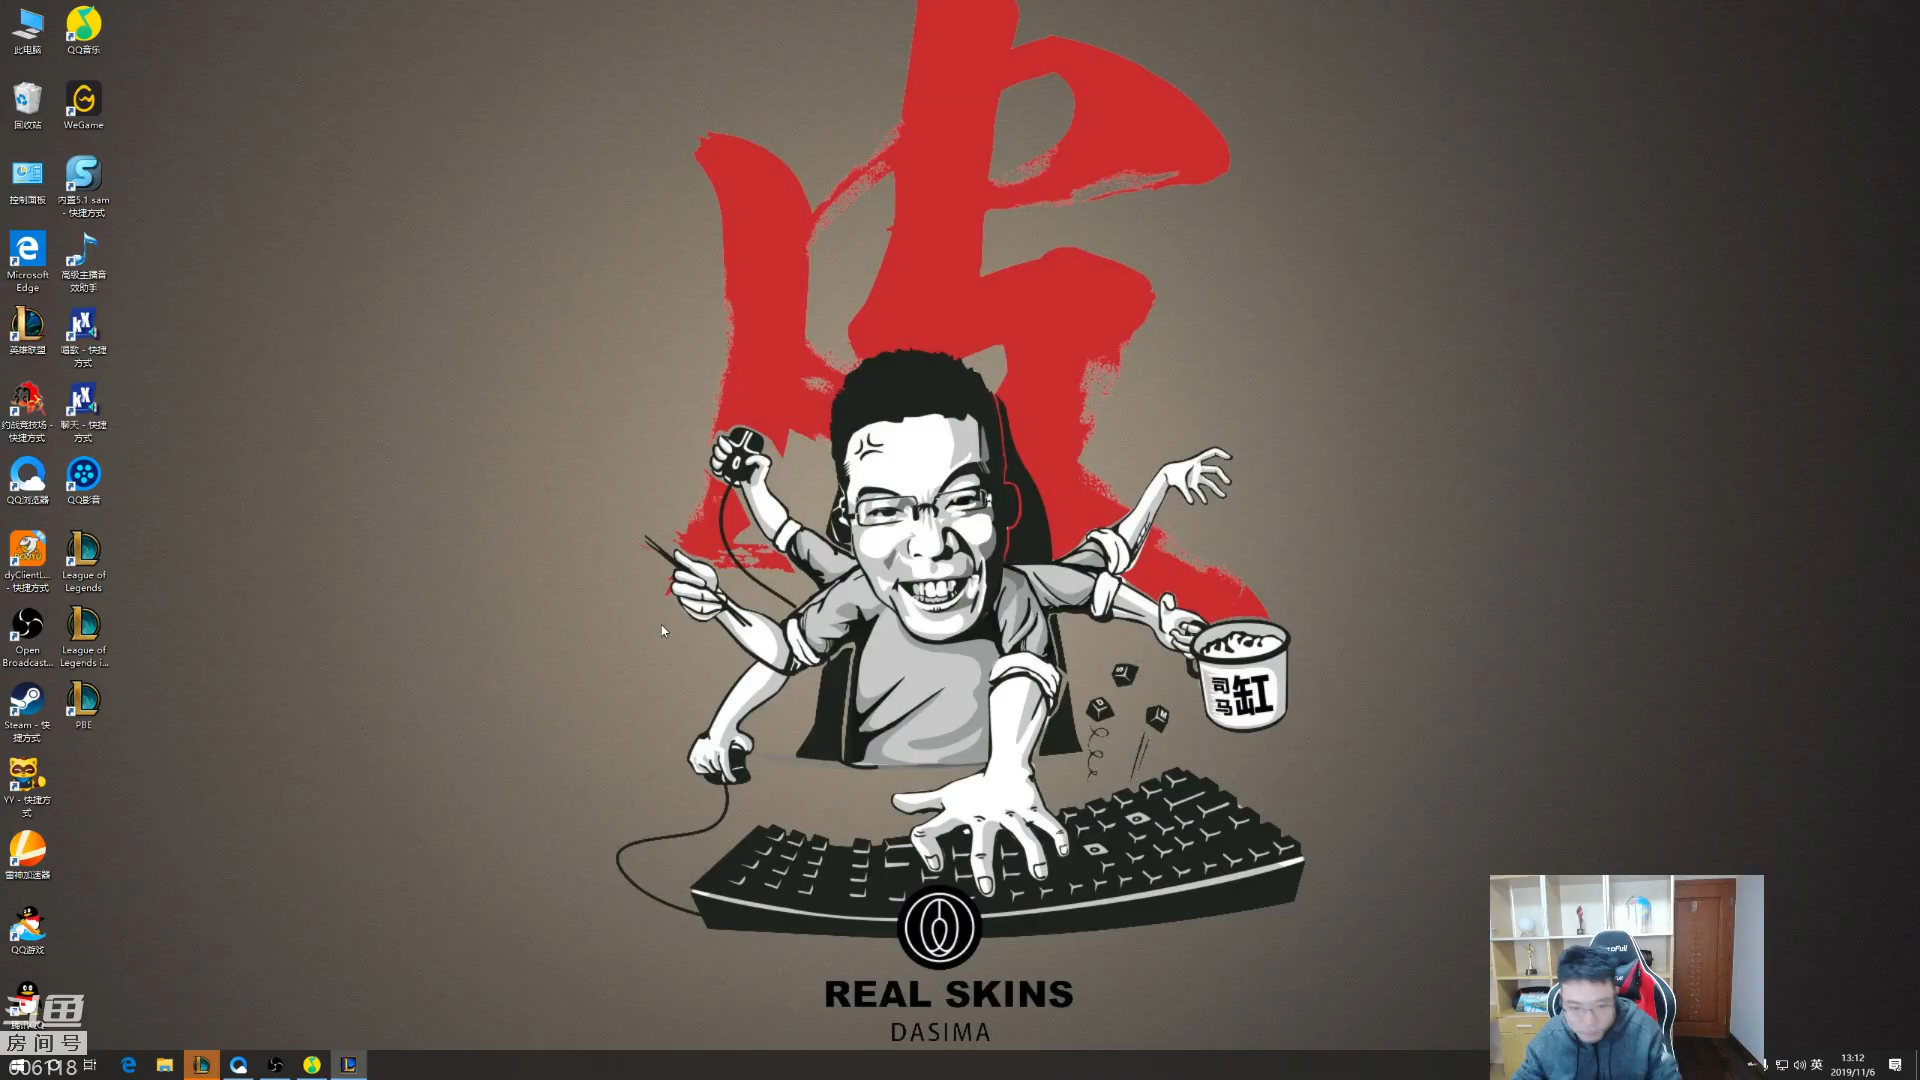 此电脑
QQ音乐
回收站
WeGame
控制面板
内置5.1 sam
- 快捷方式
Microsoft
Edge
高级主播音
效助手
英雄联盟
唱歌 - 快捷
方式
约战竞技场 -
快捷方式
聊天 - 快捷
方式
QQ浏览器
QQ影音
dyClientL...
- 快捷方式
League of
Legends
Open
Broadcast...
League of
Legends i...
Steam - 快
捷方式
PBE
YY - 快捷方
式
雷神加速器
QQ游戏
斗鱼
房间号
606118
司马缸
REAL SKINS
DASIMA
英
13:12
2019/11/6